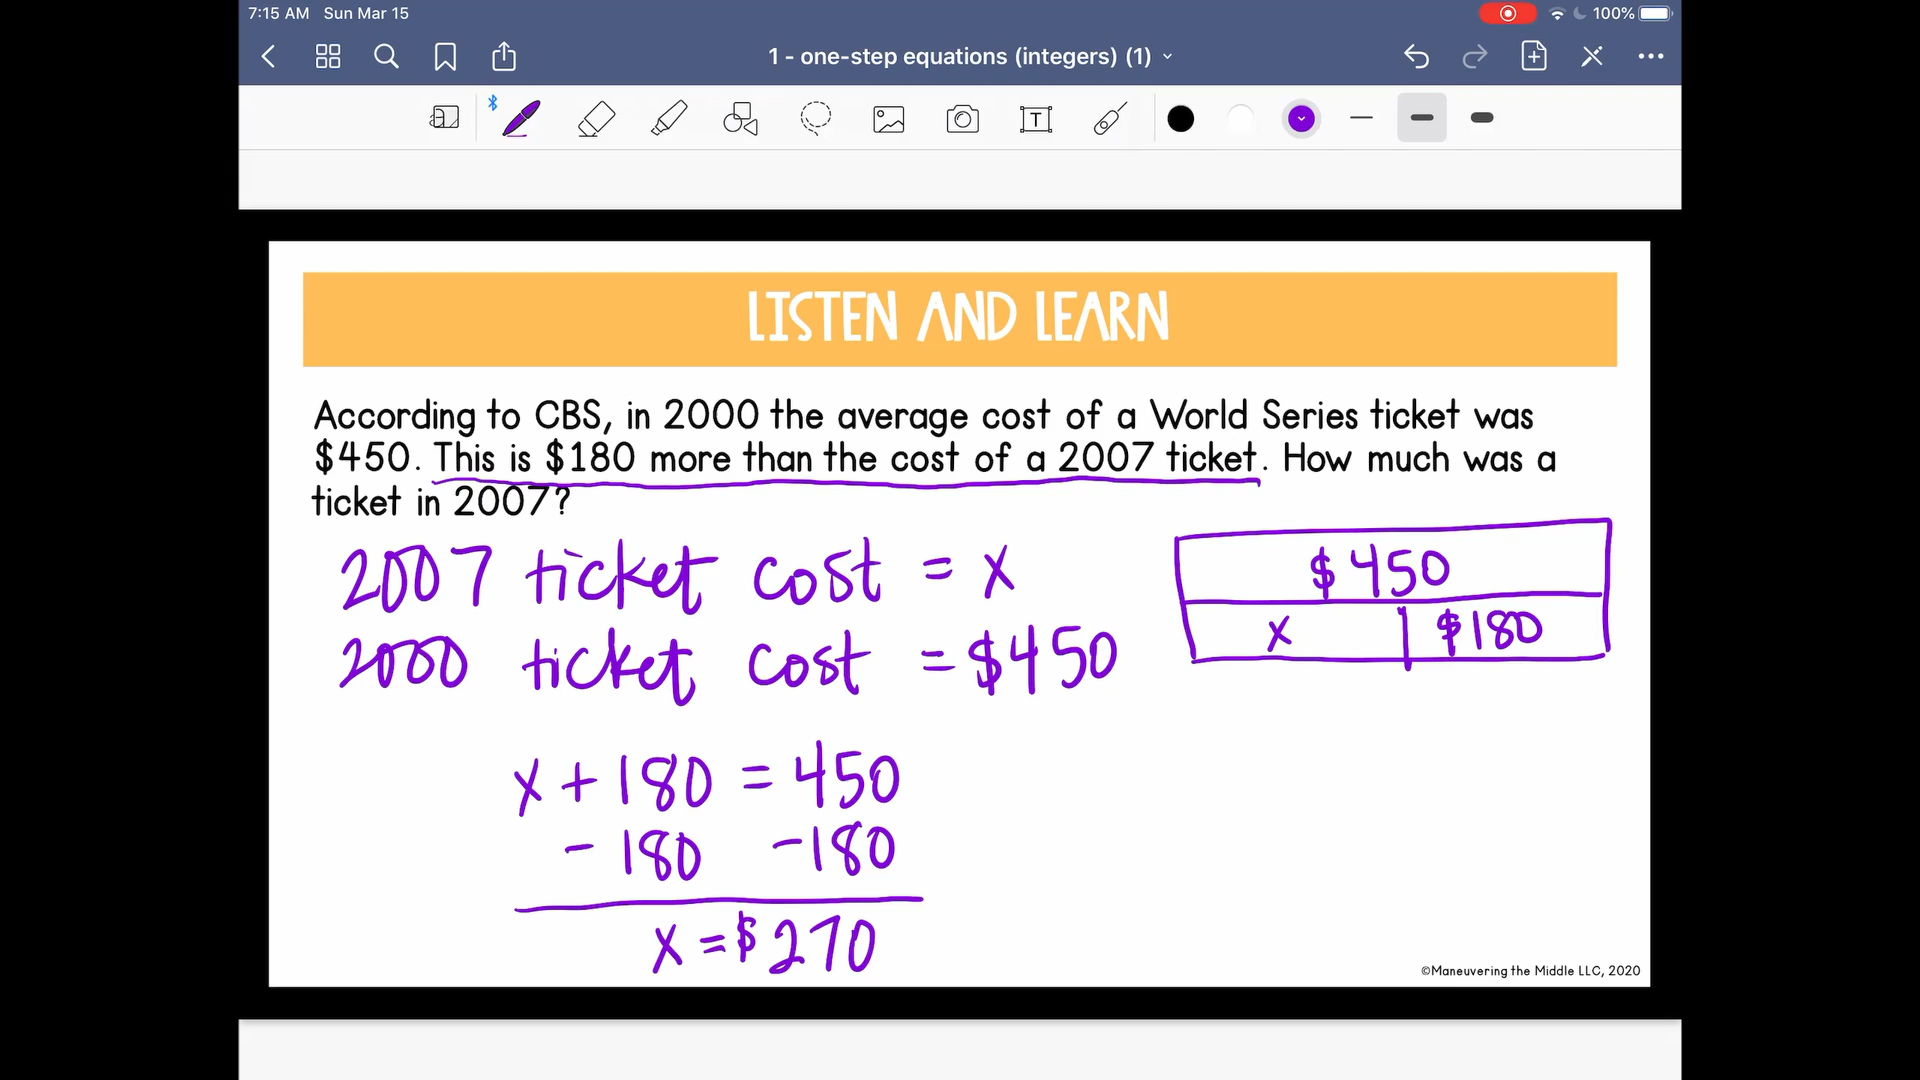 7:15 AM Sun Mar 15
100%
1 - one-step equations (integers) (1)
T
LISTEN AND LEARN
According to CBS, in 2000 the average cost of a World Series ticket was
$450. This is $180 more than the cost of a 2007 ticket. How much was a
ticket in 2007?
2007 ticket cost = x
2000 ticket cost = $450
$450
x $180
x + 180 = 450
- 180 -180
x = $270
©Maneuvering the Middle LLC, 2020